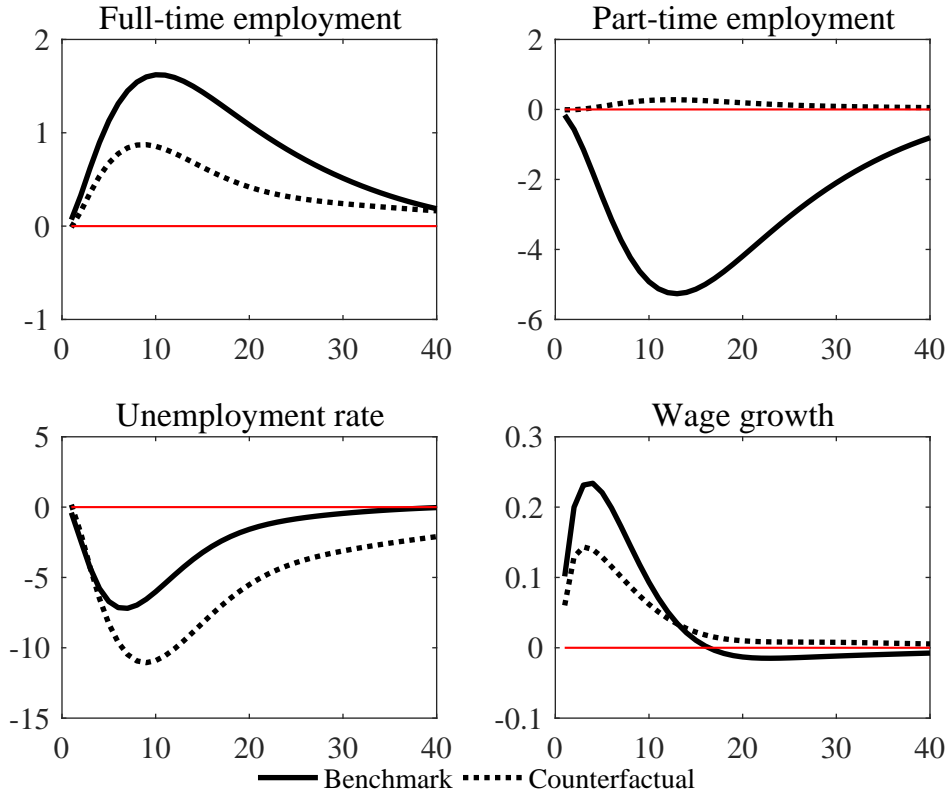 Full-time employment
Part-time employment
2
1
0
-1
0 10 20 30 40
2
0
-2
-4
-6
0 10 20 30 40
Unemployment rate
Wage growth
5
0
-5
-10
-15
0 10 20 30 40
0.3
0.2
0.1
0
-0.1
0 10 20 30 40
Benchmark Counterfactual